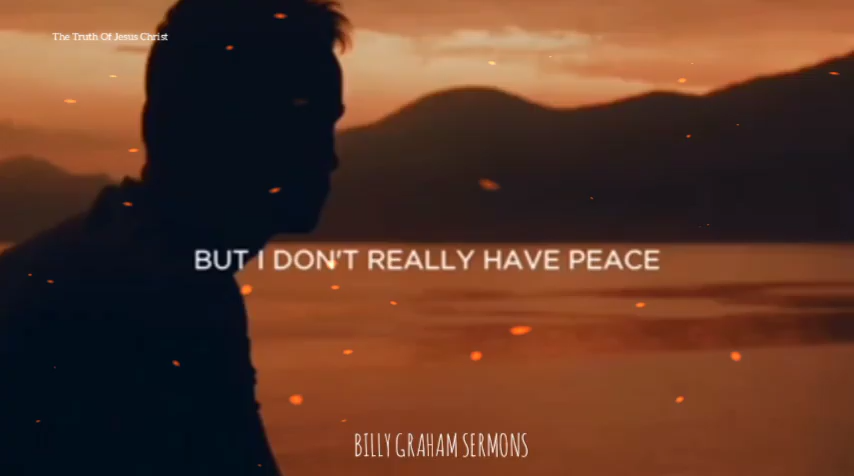 The Truth Of Jesus Christ
BUT I DON'T REALLY HAVE PEACE
BILLY GRAHAM SERMONS